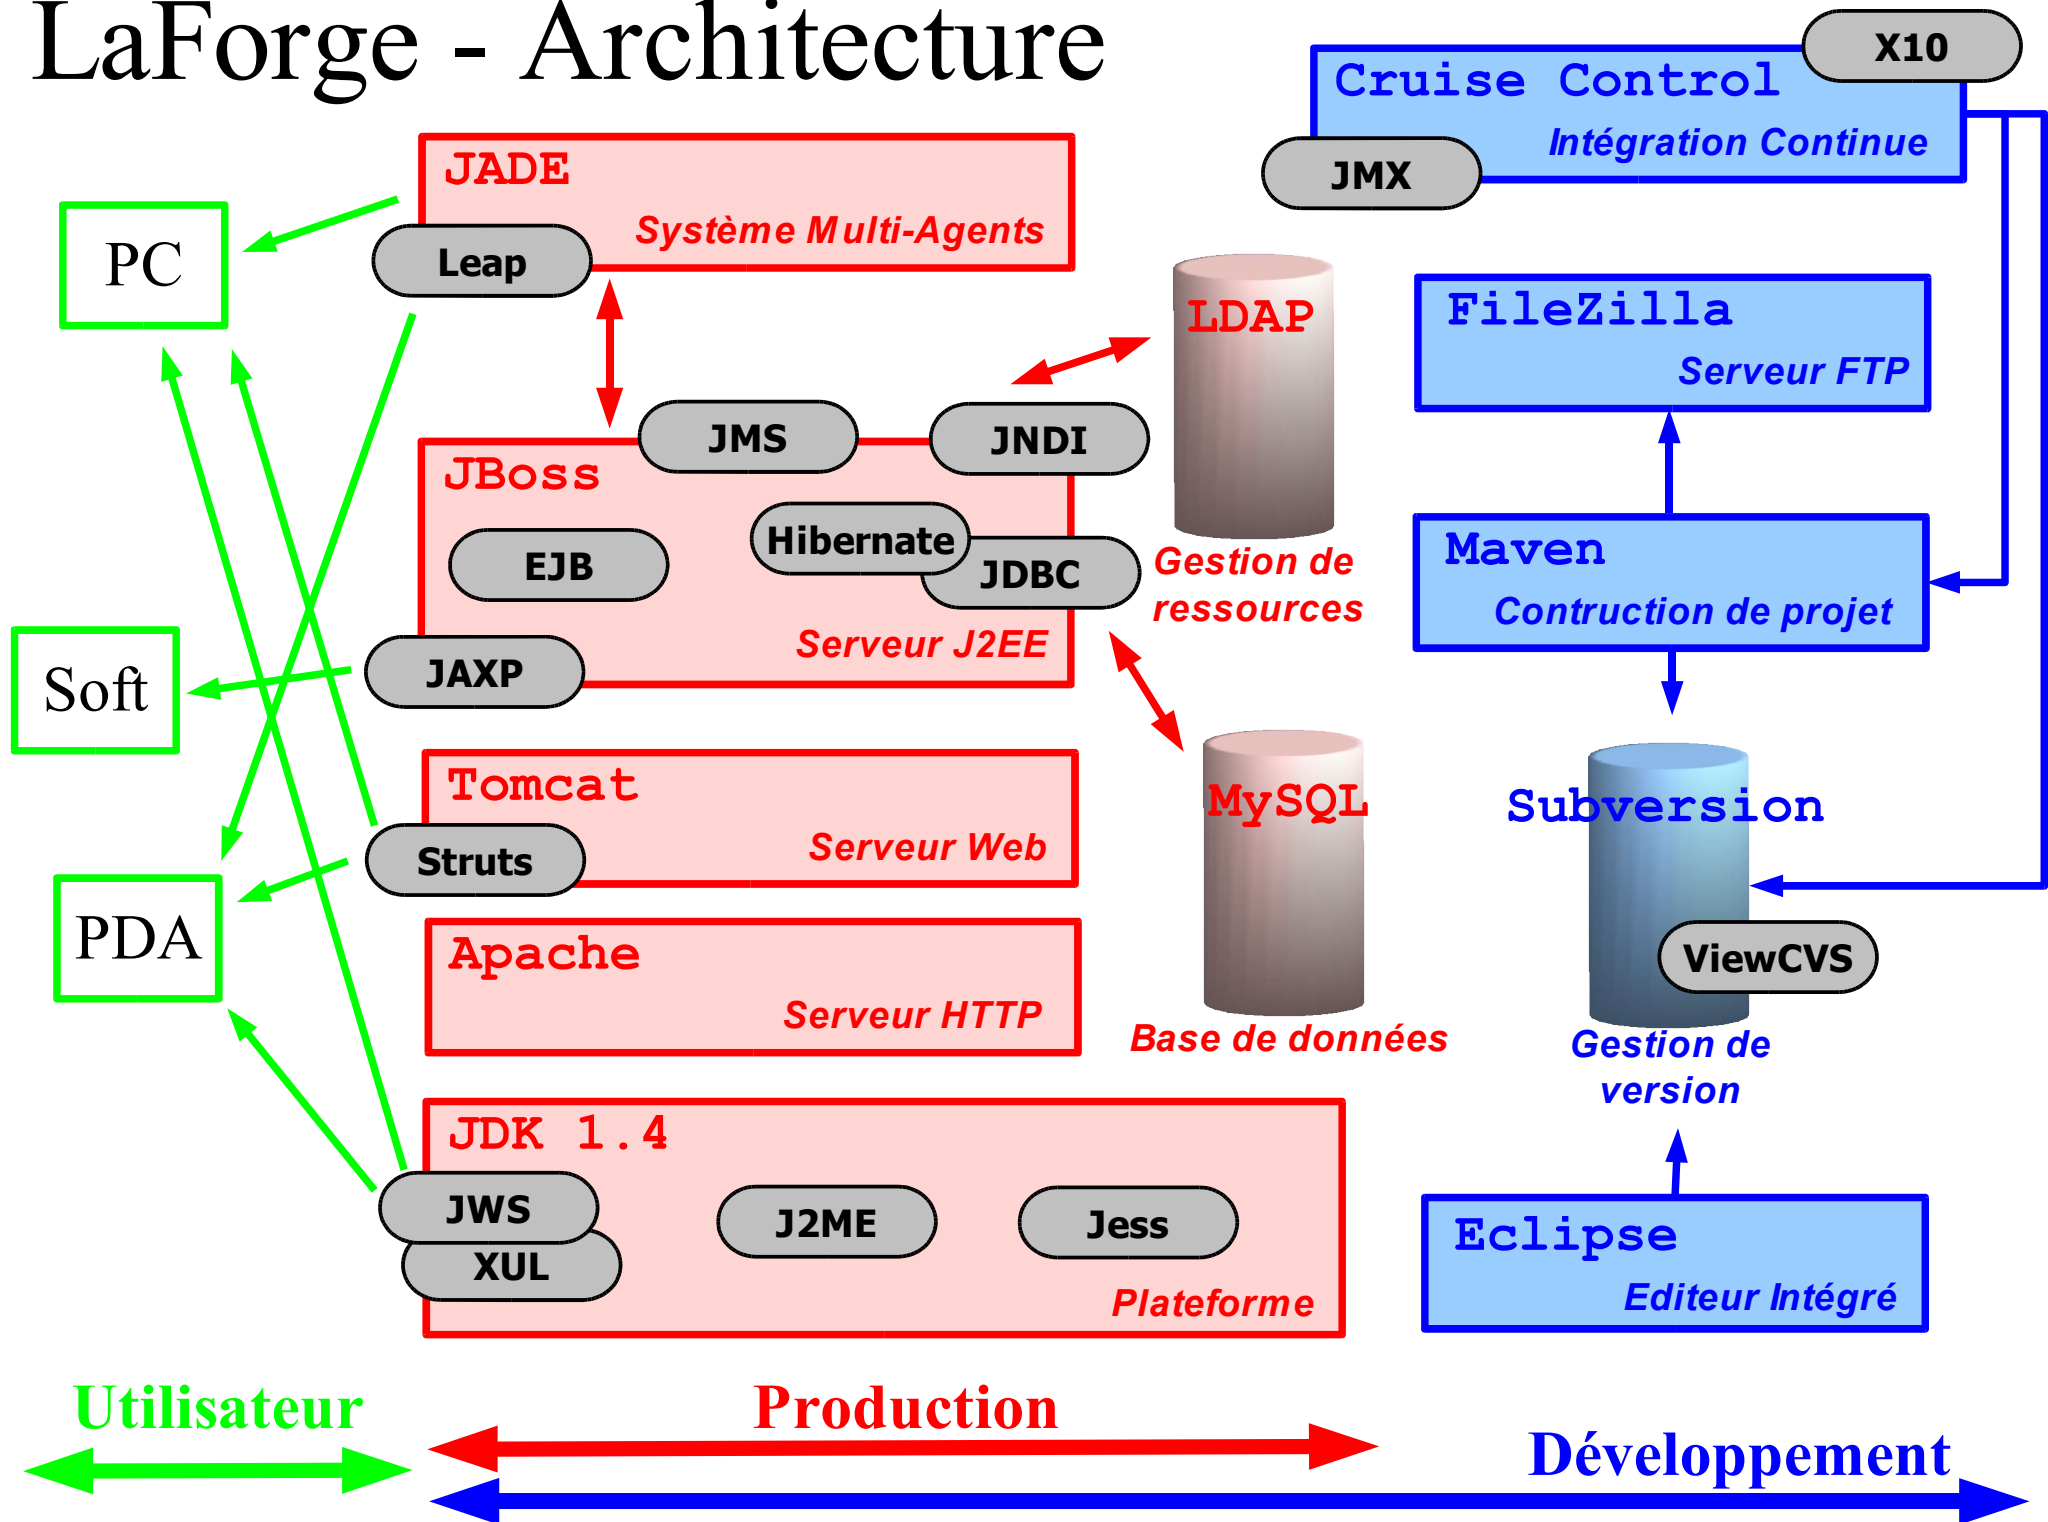 LaForge - Architecture
X10
Cruise Control
Intégration Continue
JMX
JADE
Système Multi-Agents
Leap
PC
LDAP
Gestion de
ressources
FileZilla
Serveur FTP
JMS
JNDI
JBoss
Hibernate
EJB
JDBC
Serveur J2EE
JAXP
Maven
Contruction de projet
Soft
Tomcat
Serveur Web
Struts
MySQL
Base de données
Subversion
ViewCVS
Gestion de
version
PDA
Apache
Serveur HTTP
JDK 1.4
JWS
XUL
J2ME
Jess
Plateforme
Eclipse
Editeur Intégré
Utilisateur
Production
Développement